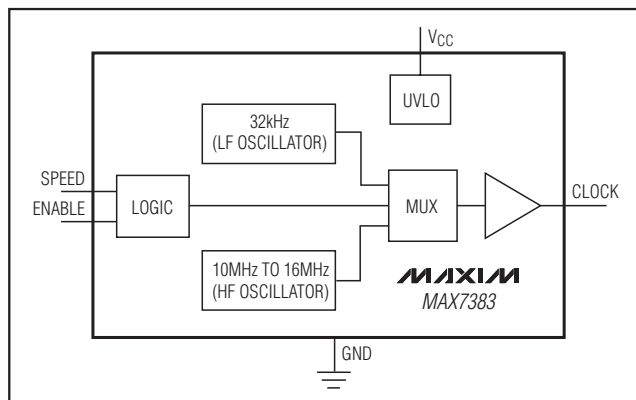 VCC
UVLO
32kHz
(LF OSCILLATOR)
SPEED
ENABLE
LOGIC
MUX
CLOCK
10MHz TO 16MHz
(HF OSCILLATOR)
MAXIM
MAX7383
GND